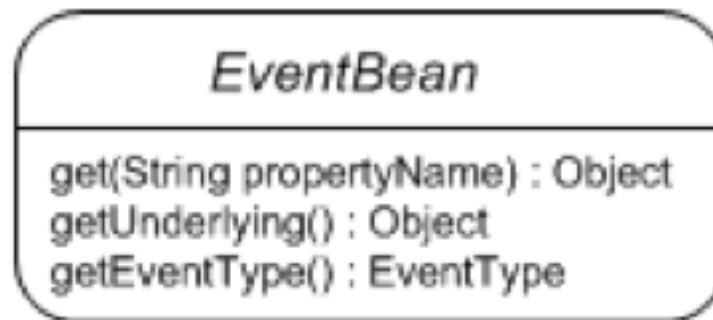 EventBean
get(String propertyName) : Object
getUnderlying() : Object
getEventType() : EventType